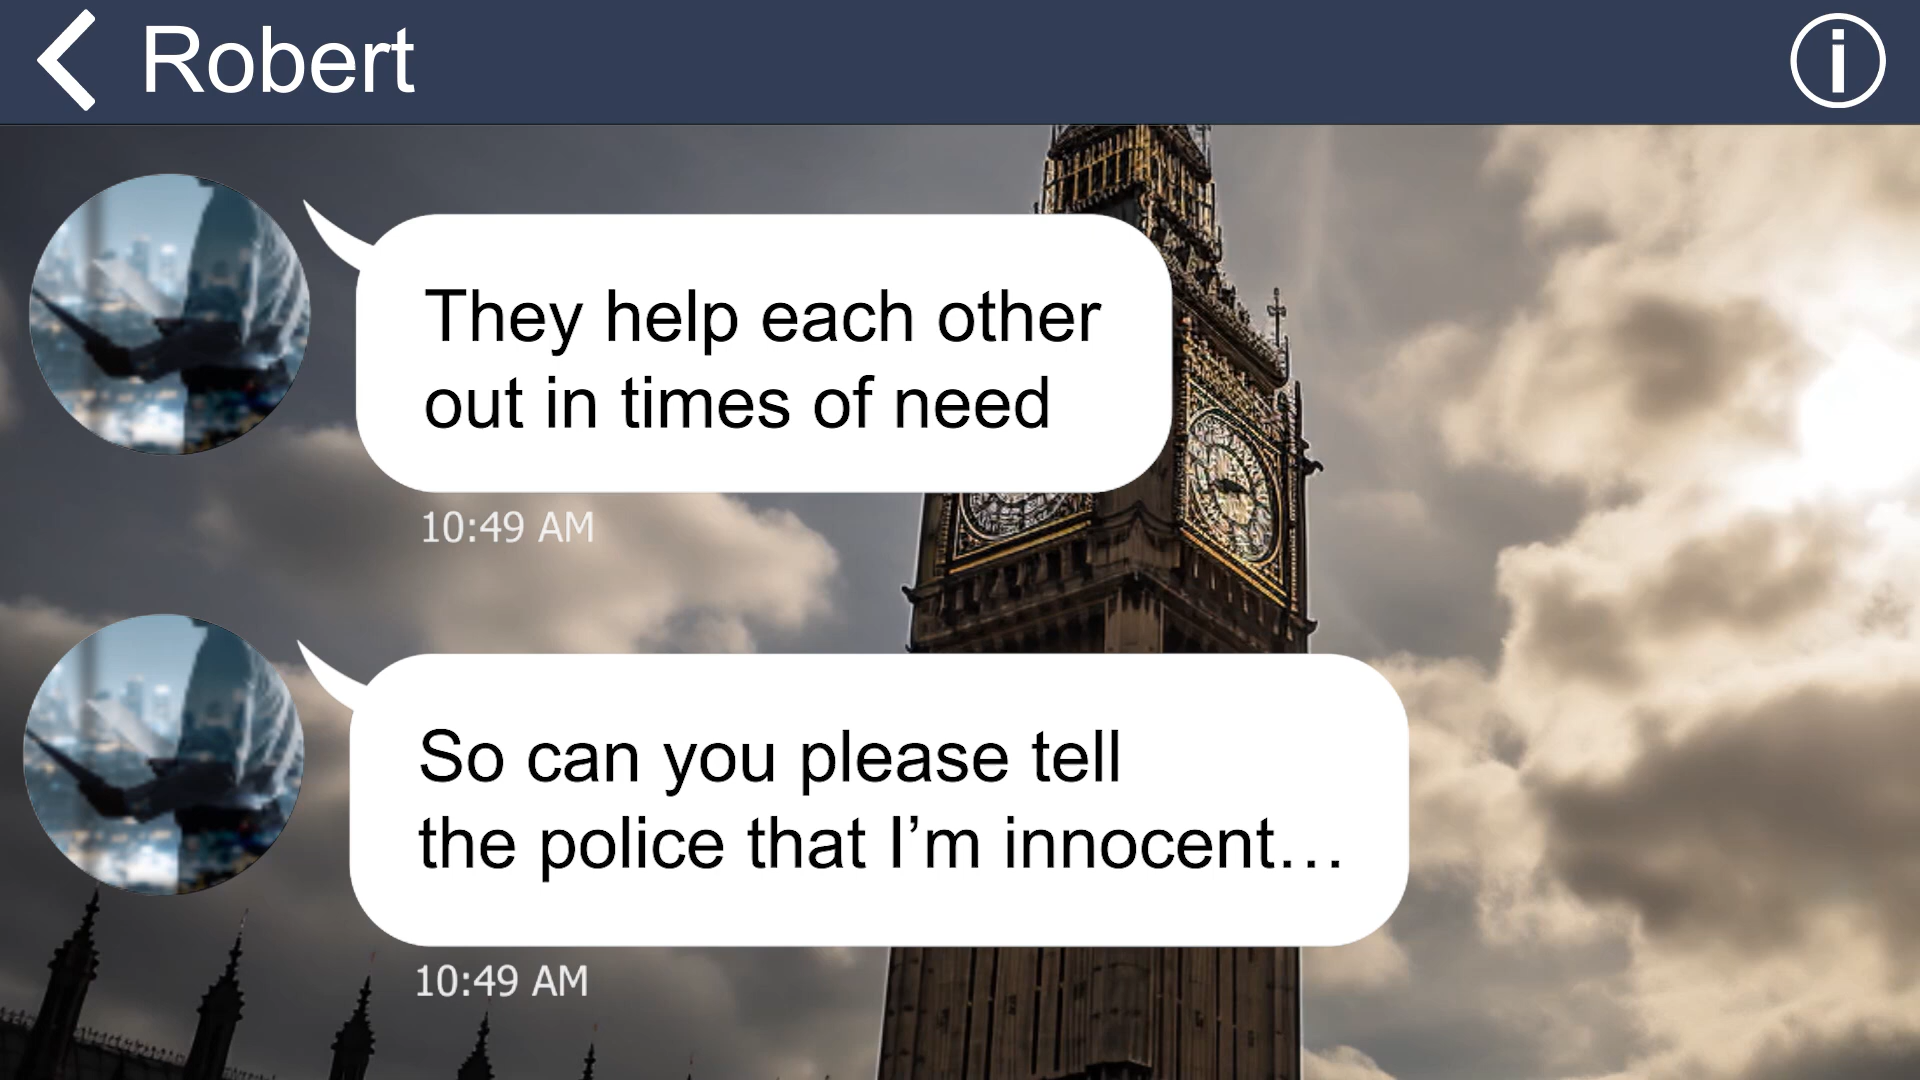 Robert
They help each other
out in times of need
10:49 AM
So can you please tell
the police that I’m innocent…
10:49 AM